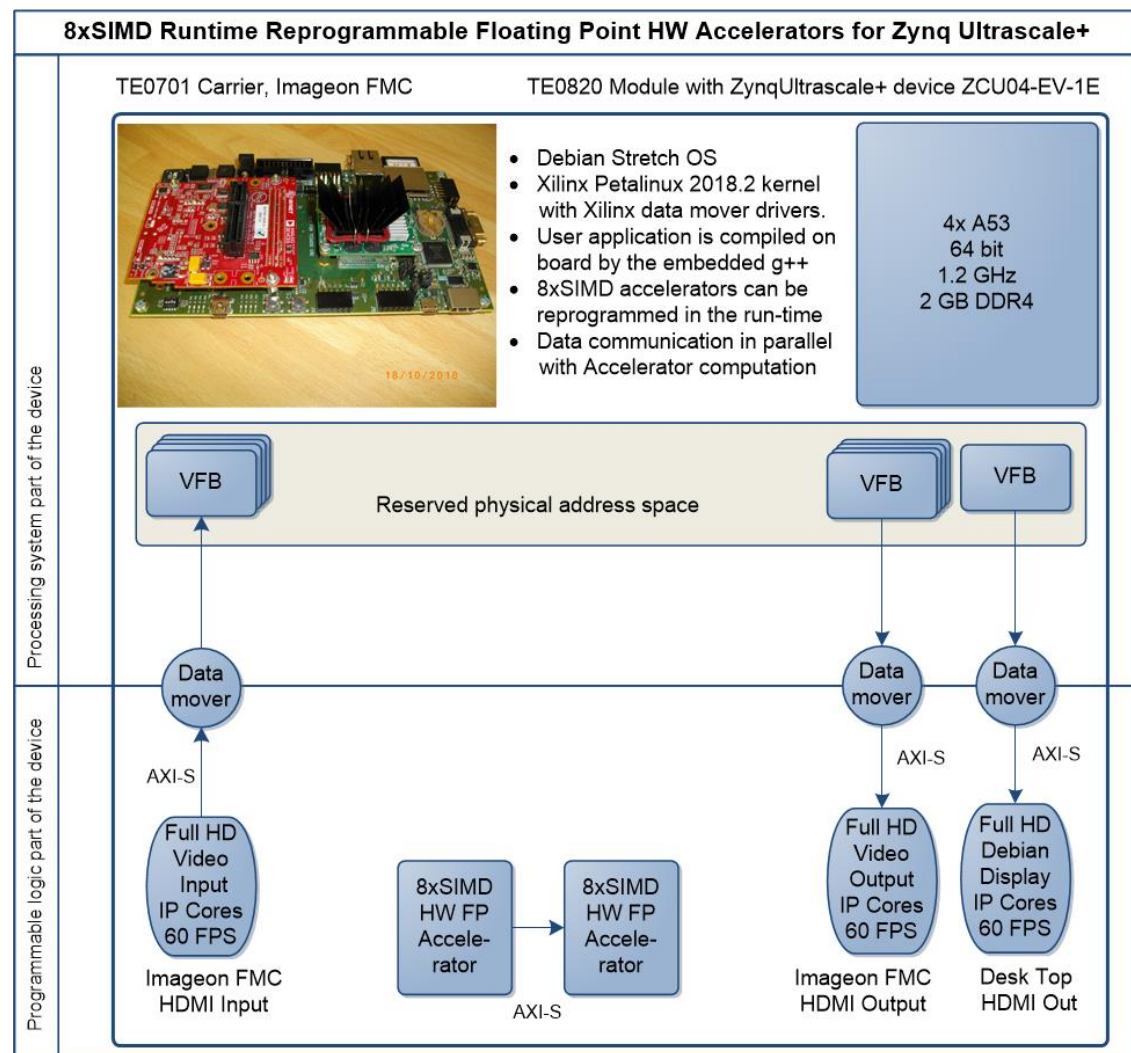 8xSIMD Runtime Reprogrammable Floating Point HW Accelerators for Zynq Ultrascale+
TE0701 Carrier, Imageon FMC
TE0820 Module with ZynqUltrascale+ device ZCU04-EV-1E
Processing system part of the device
18/10/2018
• Debian Stretch OS
• Xilinx Petalinux 2018.2 kernel
with Xilinx data mover drivers.
• User application is compiled on
board by the embedded g++
• 8xSIMD accelerators can be
reprogrammed in the run-time
• Data communication in parallel
with Accelerator computation
4x A53
64 bit
1.2 GHz
2 GB DDR4
VFB
Reserved physical address space
VFB
VFB
Data
mover
Data
mover
Data
mover
Programmable logic part of the device
AXI-S
AXI-S
AXI-S
Full HD
Video
Input
IP Cores
60 FPS
Imageon FMC
HDMI Input
8xSIMD
HW FP
Accele-
rator
8xSIMD
HW FP
Accele-
rator
AXI-S
Full HD
Video
Output
IP Cores
60 FPS
Imageon FMC
HDMI Output
Full HD
Debian
Display
IP Cores
60 FPS
Desk Top
HDMI Out